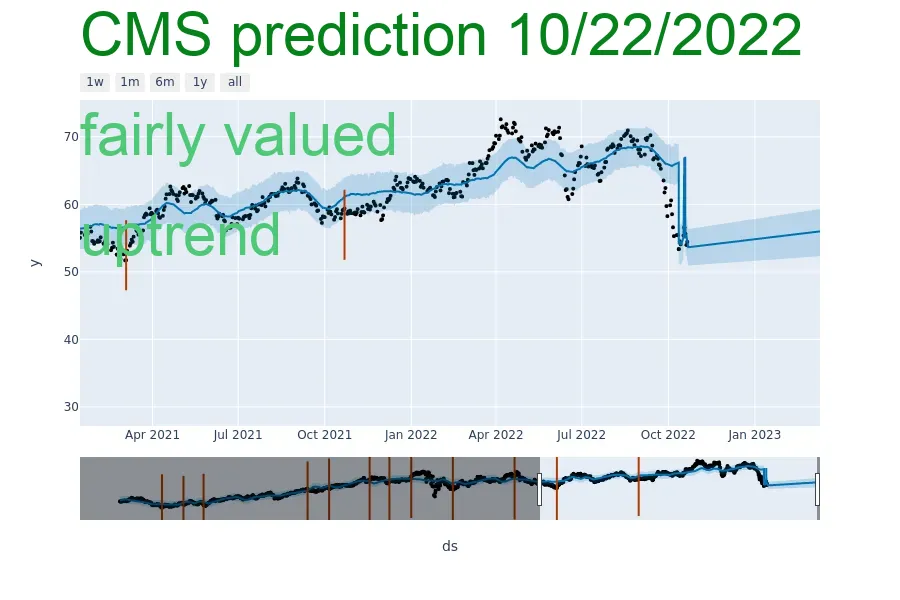 CMS prediction 10/22/2022
1w 1m 6m 1y all
fairly valued
uptrend
70
60
50
40
30
y
Apr 2021 Jul 2021 Oct 2021 Jan 2022 Apr 2022 Jul 2022 Oct 2022 Jan 2023
ds